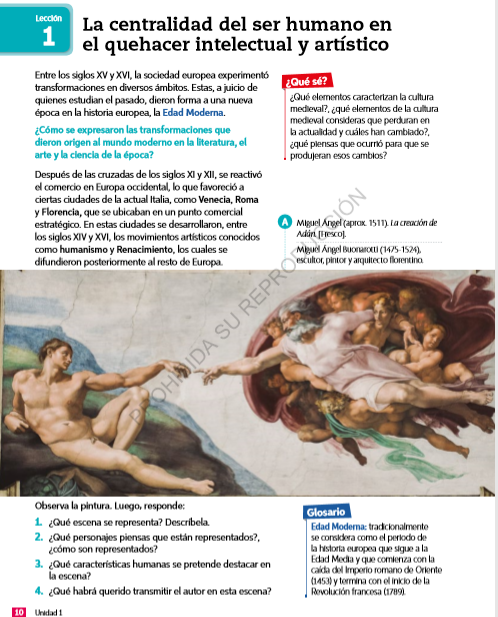 Lección
1
La centralidad del ser humano en
el quehacer intelectual y artístico
Entre los siglos XV y XVI, la sociedad europea experimentó
transformaciones en diversos ámbitos. Estas, a juicio de
quienes estudian el pasado, dieron forma a una nueva
época en la historia europea, la Edad Moderna.
¿Cómo se expresaron las transformaciones que
dieron origen al mundo moderno en la literatura, el
arte y la ciencia de la época?
Después de las cruzadas de los siglos XI y XII, se reactivó
el comercio en Europa occidental, lo que favoreció a
ciertas ciudades de la actual Italia, como Venecia, Roma
y Florencia, que se ubicaban en un punto comercial
estratégico. En estas ciudades se desarrollaron, entre
los siglos XIV y XVI, los movimientos artísticos conocidos
como humanismo y Renacimiento, los cuales se
difundieron posteriormente al resto de Europa.
¿Qué sé?
¿Qué elementos caracterizan la cultura
medieval?, ¿qué elementos de la cultura
medieval consideras que perduran en
la actualidad y cuáles han cambiado?,
¿qué piensas que ocurrió para que se
produjeran esos cambios?
A Miguel Ángel (aprox. 1511). La creación de
Adán. [Fresco].
Miguel Ángel Buonarotti (1475-1524),
escultor, pintor y arquitecto florentino.
PROHIBIDA SU REPRODUCCIÓN
Observa la pintura. Luego, responde:
1. ¿Qué escena se representa? Descríbela.
2. ¿Qué personajes piensas que están representados?,
¿cómo son representados?
3. ¿Qué características humanas se pretende destacar en
la escena?
4. ¿Qué habrá querido transmitir el autor en esta escena?
Glosario
Edad Moderna: tradicionalmente
se considera como el periodo de
la historia europea que sigue a la
Edad Media y que comienza con la
caída del Imperio romano de Oriente
(1453) y termina con el inicio de la
Revolución francesa (1789).
10 Unidad 1